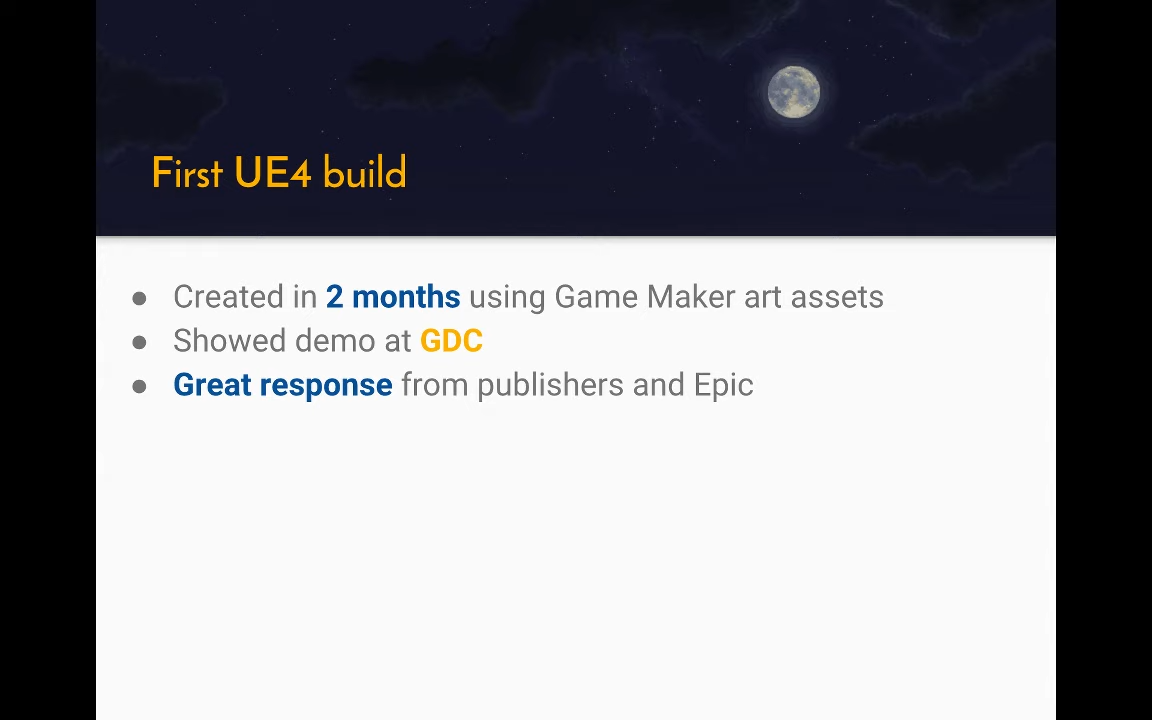 First UE4 build
● Created in 2 months using Game Maker art assets
● Showed demo at GDC
● Great response from publishers and Epic